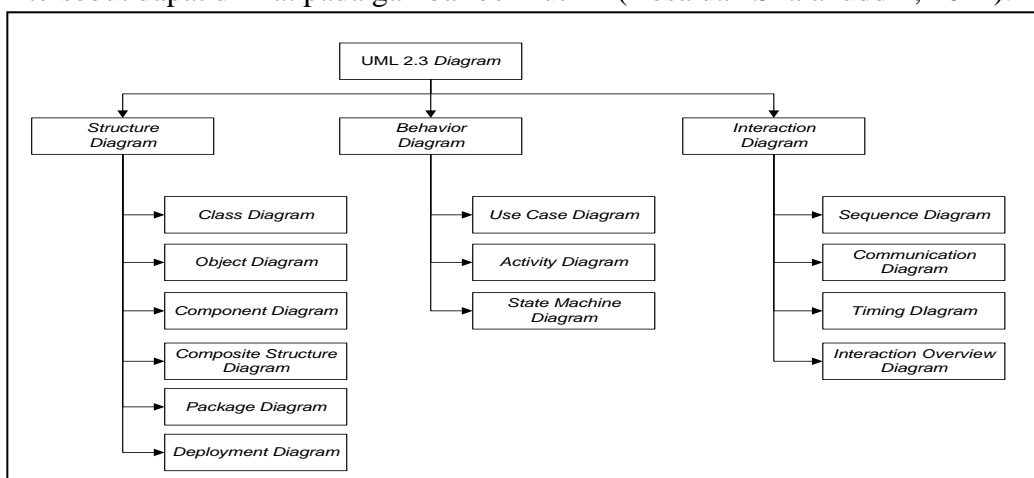 UML 2.3 Diagram
Structure
Diagram
Behavior
Diagram
Interaction
Diagram
Class Diagram
Object Diagram
Component Diagram
Composite Structure
Diagram
Package Diagram
Deployment Diagram
Use Case Diagram
Activity Diagram
State Machine
Diagram
Sequence Diagram
Communication
Diagram
Timing DIagram
Interaction Overview
Diagram